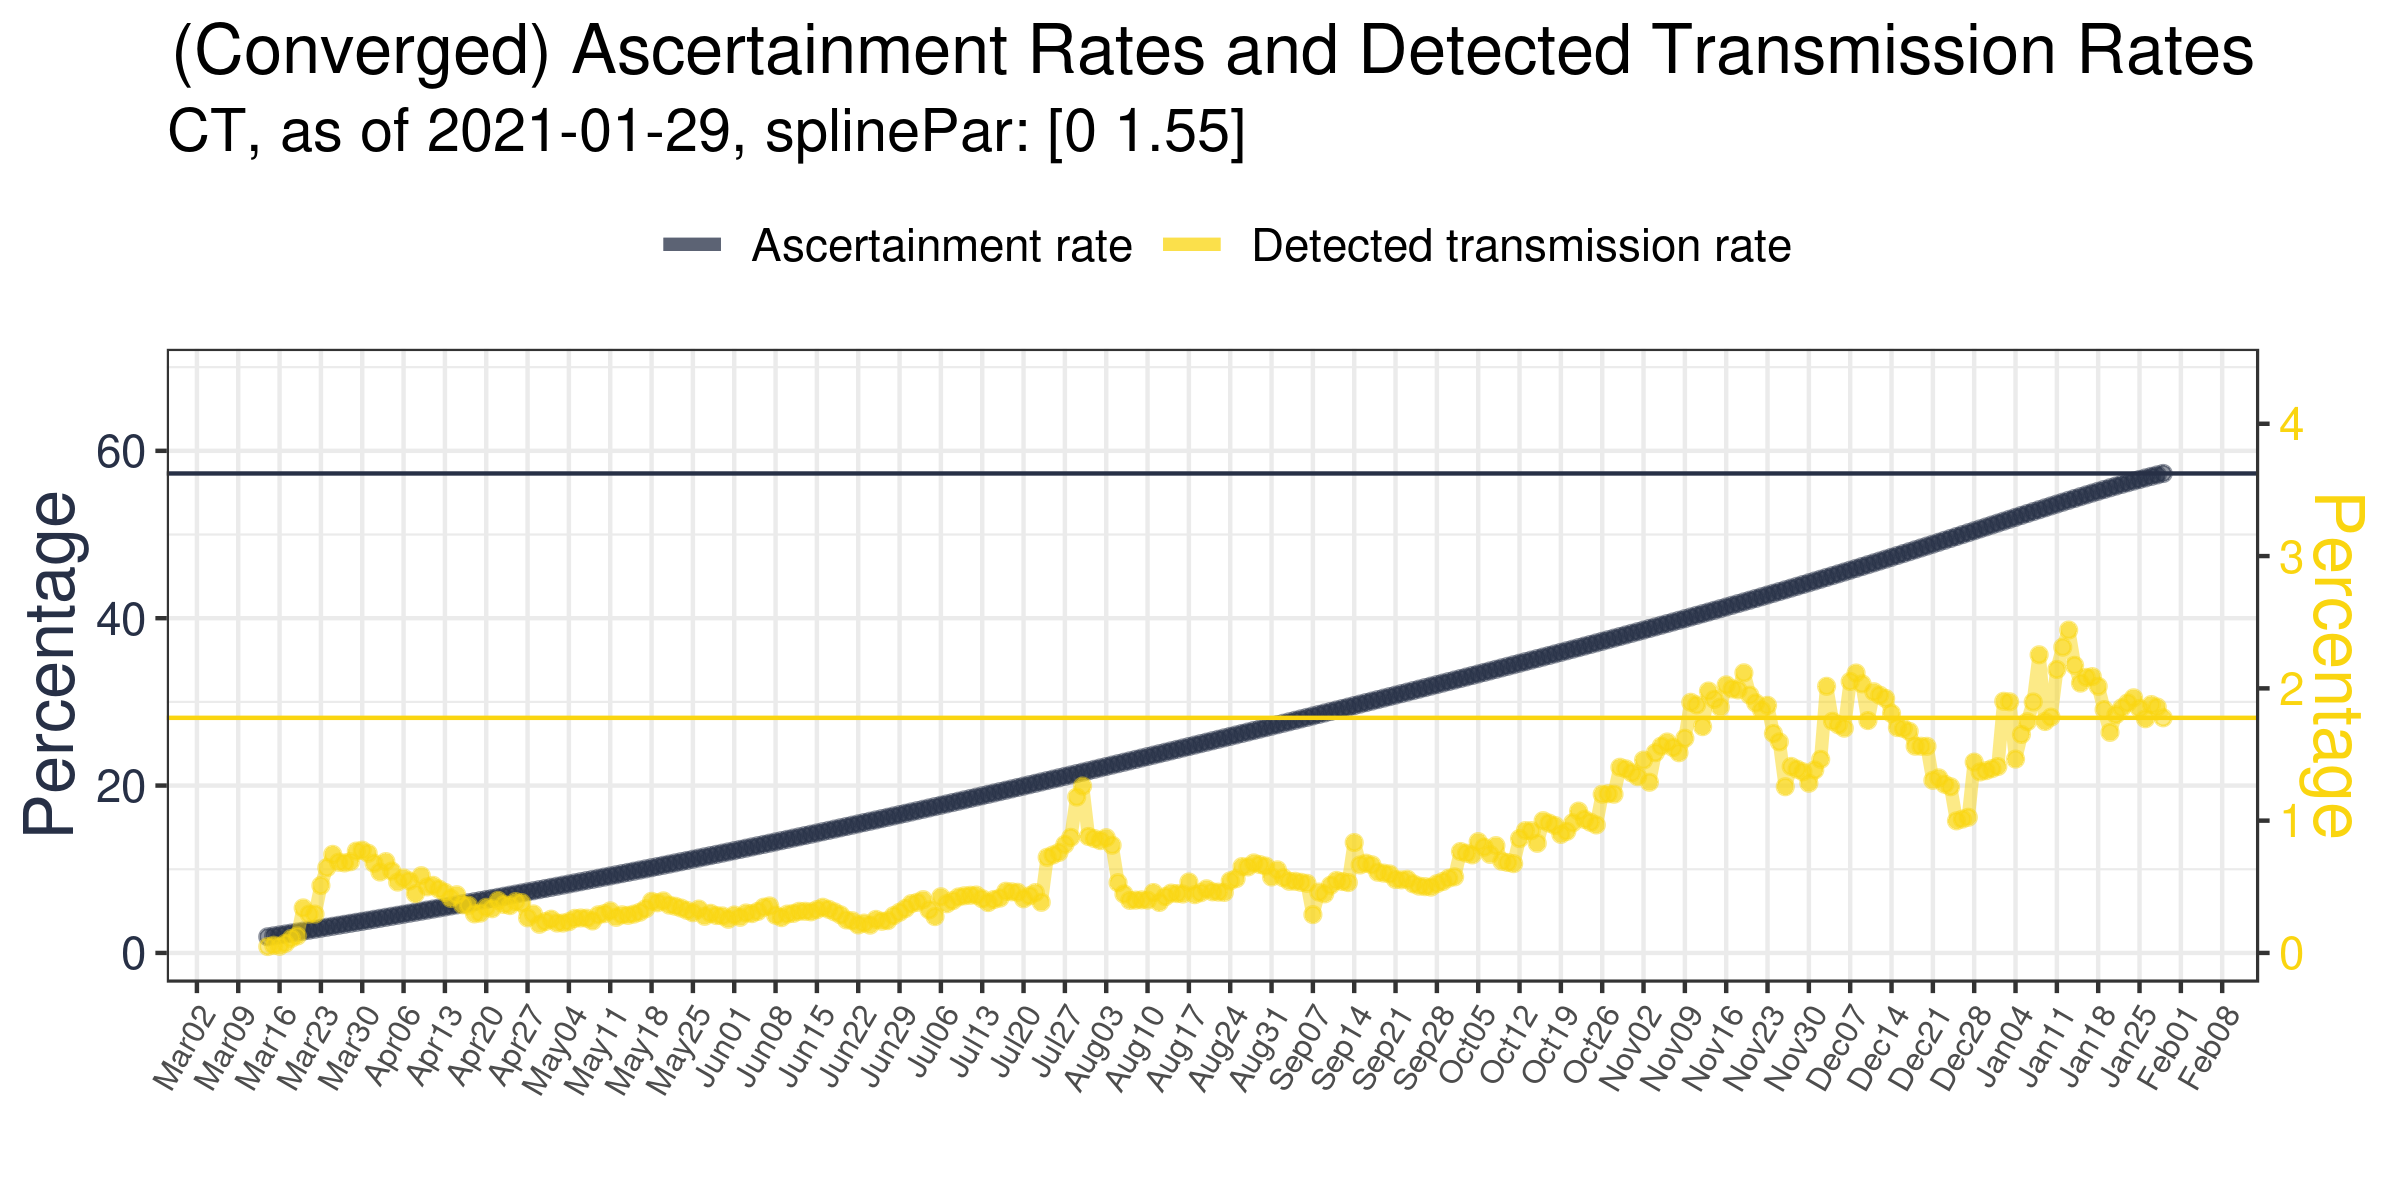 (Converged) Ascertainment Rates and Detected Transmission Rates
CT, as of 2021-01-29, splinePar: [0 1.55]
Ascertainment rate
Detected transmission rate
Percentage
60
40
20
0
4
3
2
1
0
Percentage
Mar02
Mar09
Mar16
Mar23
Mar30
Apr06
Apr13
Apr20
Apr27
May04
May11
May18
May25
Jun01
Jun08
Jun15
Jun22
Jun29
Jul06
Jul13
Jul20
Jul27
Aug03
Aug10
Aug17
Aug24
Aug31
Sep07
Sep14
Sep21
Sep28
Oct05
Oct12
Oct19
Oct26
Nov02
Nov09
Nov16
Nov23
Nov30
Dec07
Dec14
Dec21
Dec28
Jan04
Jan11
Jan18
Jan25
Feb01
Feb08